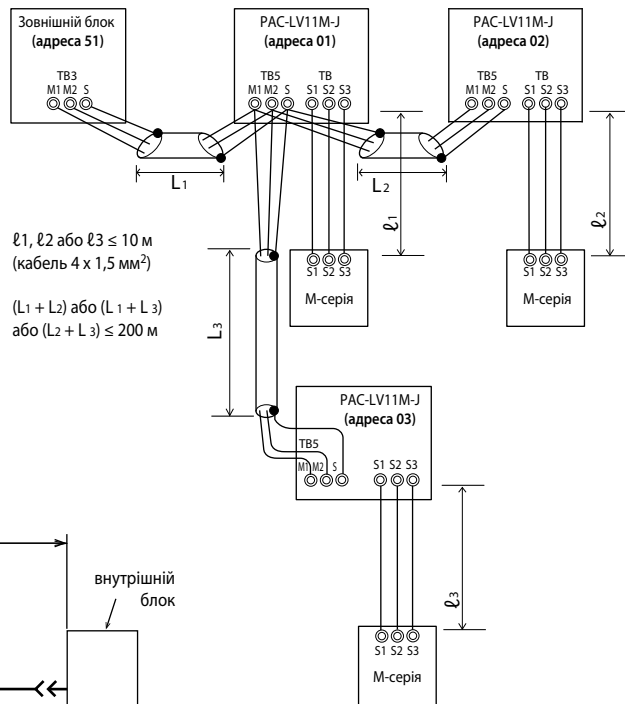 Зовнішній блок
(адреса 51)
TB3
M1 M2 S
PAC-LV11M-J
(адреса 01)
TB5 TB
M1 M2 S S1 S2 S3
PAC-LV11M-J
(адреса 02)
TB5 TB
M1 M2 S S1 S2 S3
L1
L2
ℓ1
ℓ2
ℓ1, ℓ2 або ℓ3 ≤ 10 м
(кабель 4 x 1,5 мм²)
(L1 + L2) або (L 1 + L 3)
або (L2 + L 3) ≤ 200 м
S1 S2 S3
М-серія
S1 S2 S3
М-серія
L3
PAC-LV11M-J
(адреса 03)
TB5
M1 M2 S S1 S2 S3
ℓ3
внутрішній
блок
S1 S2 S3
М-серія